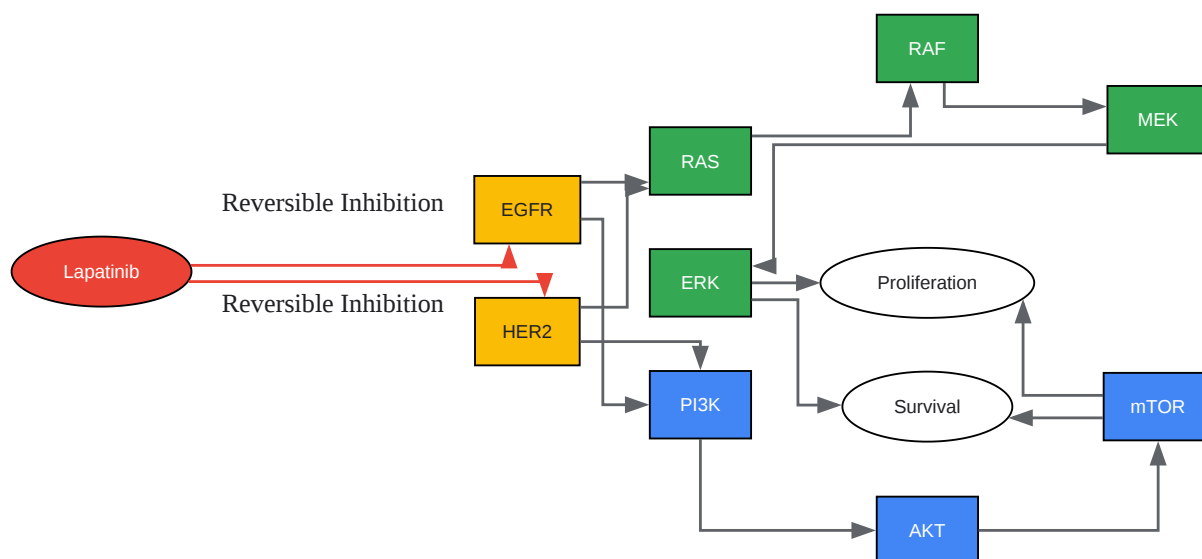 RAF
MEK
RAS
Reversible Inhibition
EGFR
Lapatinib
ERK
Proliferation
Reversible Inhibition
HER2
PI3K
Survival
mTOR
AKT